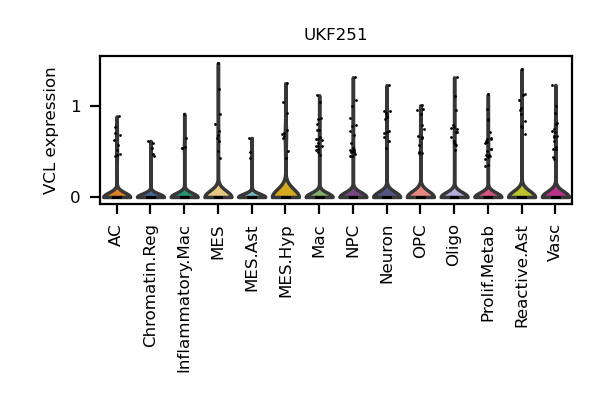 UKF251
VCL expression
1
0
AC
Chromatin.Reg
Inflammatory.Mac
MES
MES.Ast
MES.Hyp
Mac
NPC
Neuron
OPC
Oligo
Prolif.Metab
Reactive.Ast
Vasc